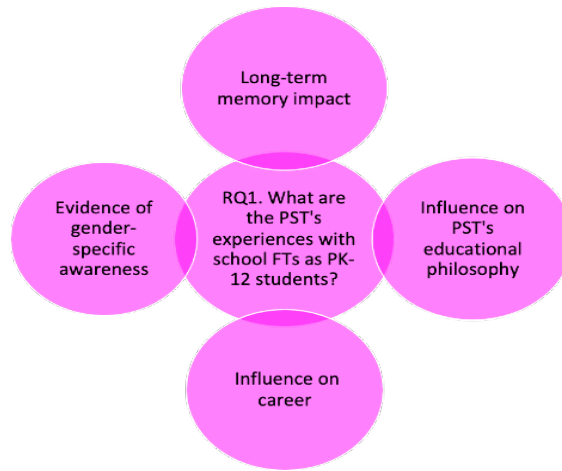 Long-term
memory impact
Evidence of
gender-
specific
awareness
RQ1. What are
the PST's
experiences with
school FTs as PK-
12 students?
Influence on
PST's
educational
philosophy
Influence on
career